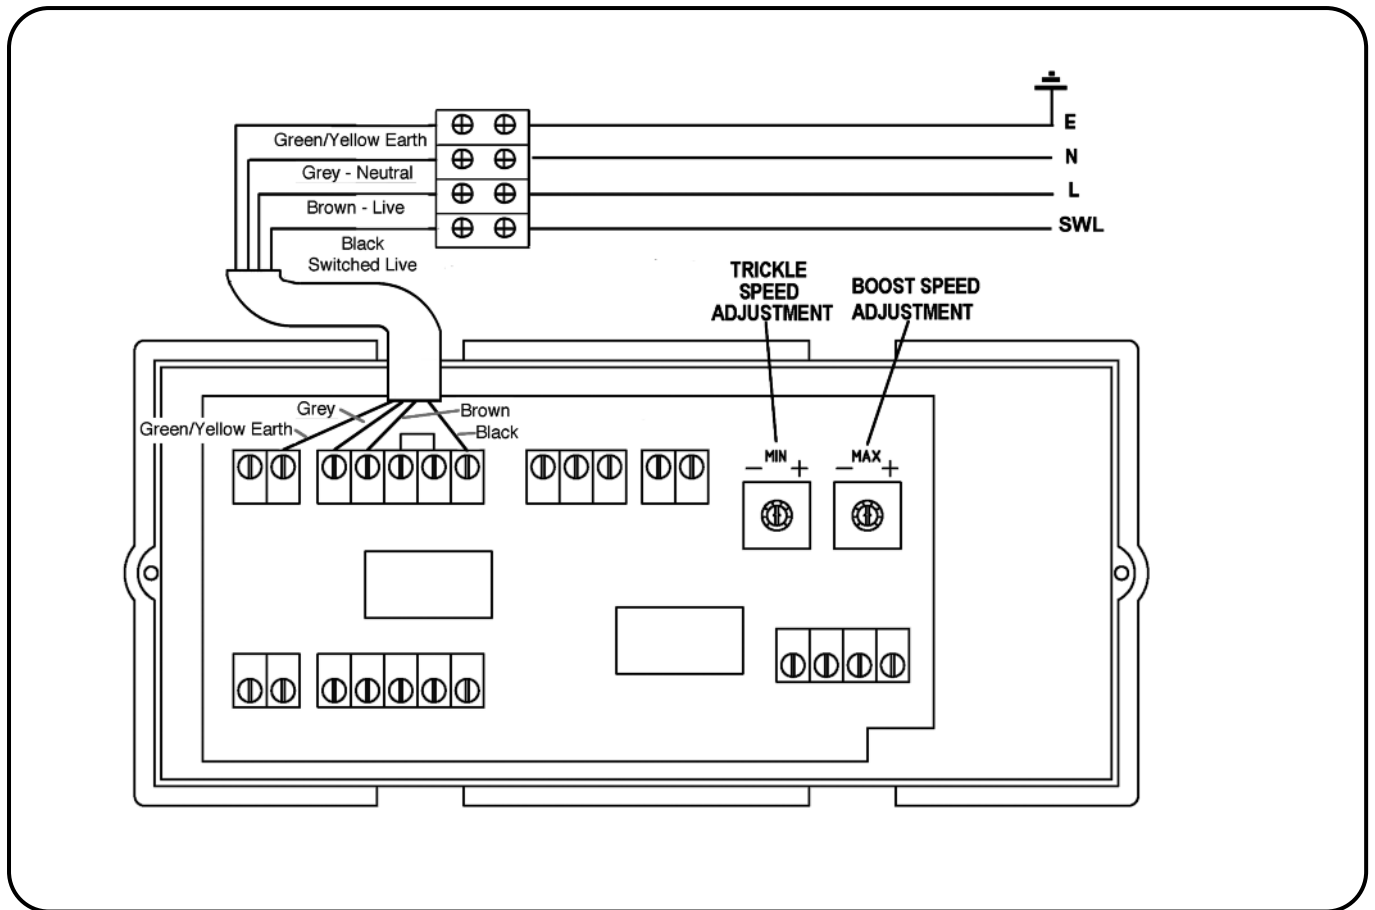 E
Green/Yellow Earth
N
Grey - Neutral
L
Brown - Live
SWL
Black
Switched Live
TRICKLE
SPEED
ADJUSTMENT
BOOST SPEED
ADJUSTMENT
Grey
Brown
Green/Yellow Earth
Black
- MIN +
- MAX +